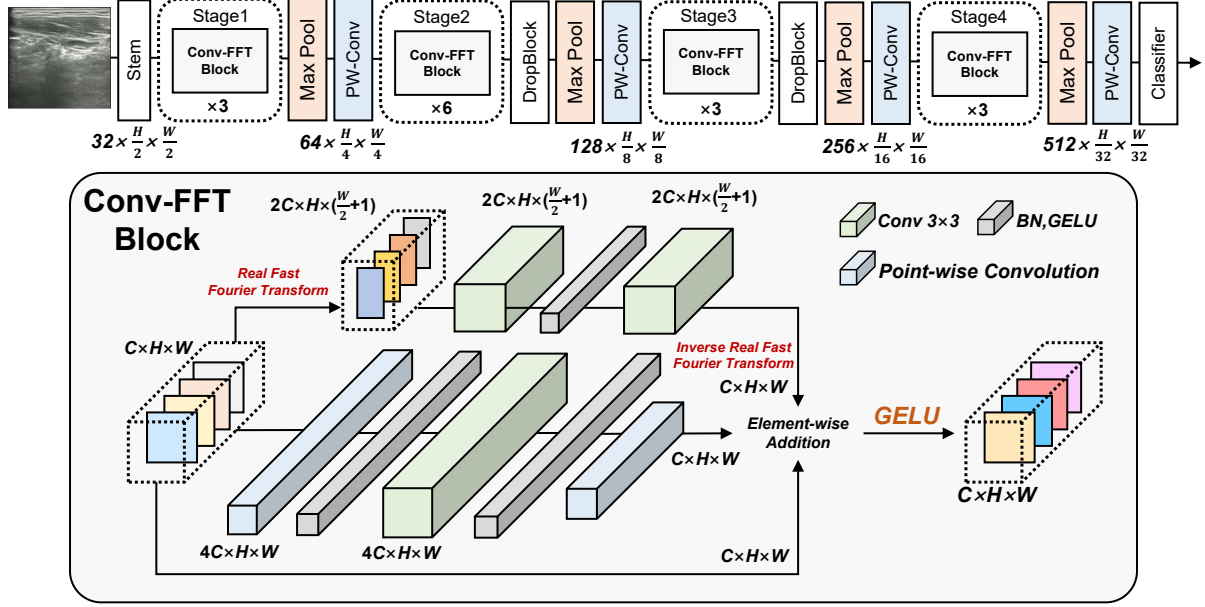 Stem
Stage1
Conv-FFT
Block
×3
Max Pool
PW-Conv
Stage2
Conv-FFT
Block
×6
DropBlock
Max Pool
PW-Conv
Stage3
Conv-FFT
Block
×3
DropBlock
Max Pool
PW-Conv
Stage4
Conv-FFT
Block
×3
Max Pool
PW-Conv
Classifier
32 × H/2 × W/2
64 × H/4 × W/4
128 × H/8 × W/8
256 × H/16 × W/16
512 × H/32 × W/32
Conv-FFT
Block
2C×H×(W/2+1)
2C×H×(W/2+1)
2C×H×(W/2+1)
Conv 3×3
BN,GELU
Point-wise Convolution
Real Fast
Fourier Transform
C×H×W
Inverse Real Fast
Fourier Transform
C×H×W
Element-wise
Addition
GELU
C×H×W
C×H×W
4C×H×W
4C×H×W
C×H×W